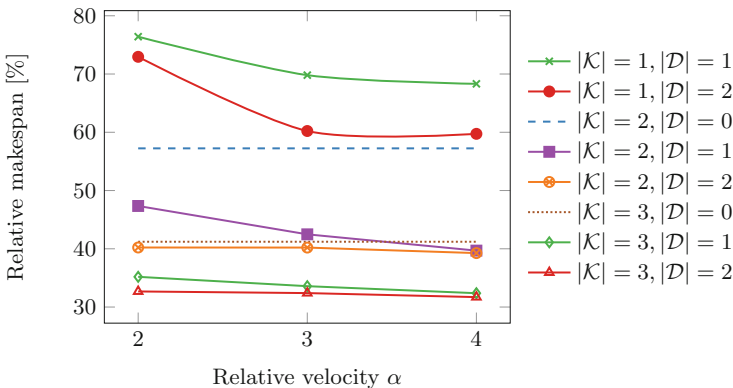 80
70
60
50
40
30
2
3
4
Relative makespan [%]
Relative velocity α
|𝒦| = 1, |𝒟| = 1
|𝒦| = 1, |𝒟| = 2
|𝒦| = 2, |𝒟| = 0
|𝒦| = 2, |𝒟| = 1
|𝒦| = 2, |𝒟| = 2
|𝒦| = 3, |𝒟| = 0
|𝒦| = 3, |𝒟| = 1
|𝒦| = 3, |𝒟| = 2